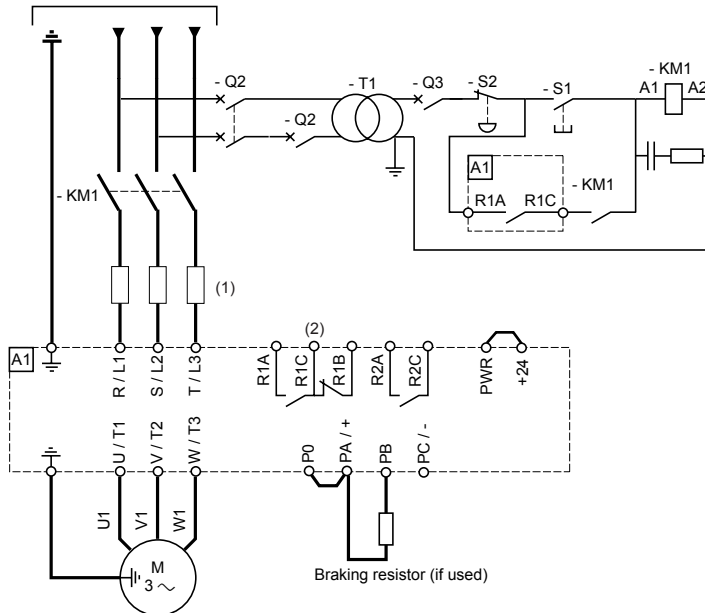 - Q2
- T1
- Q3
- S2
- S1
- KM1
A1
A2
- Q2
A1
R1A
R1C
- KM1
- KM1
(1)
(2)
A1
R / L1
S / L2
T / L3
R1A
R1C
R1B
R2A
R2C
PWR
+24
U / T1
V / T2
W / T3
P0
PA / +
PB
PC / -
U1
V1
W1
M
3 ~
Braking resistor (if used)